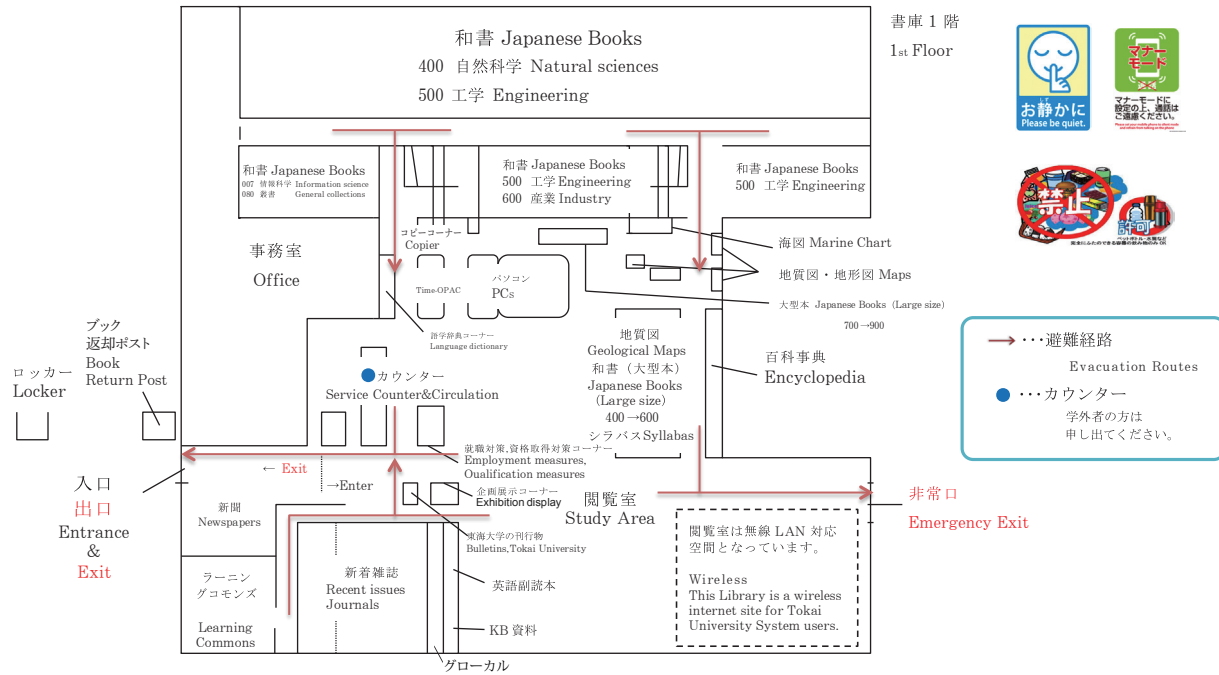 和書 Japanese Books
400 自然科学 Natural sciences
500 工学 Engineering
書庫 1 階
1st Floor
お静かに
Please be quiet.
マナー
モード
マナーモードに
設定の上、通話は
ご遠慮ください。
禁止
許可
和書 Japanese Books
007 情報科学 Information science
080 叢書 General collections
和書 Japanese Books
500 工学 Engineering
600 産業 Industry
和書 Japanese Books
500 工学 Engineering
事務室
Office
コピーコーナー
Copier
Time-OPAC
パソコン
PCs
語学辞典コーナー
Language dictionary
海図 Marine Chart
地質図・地形図 Maps
大型本 Japanese Books (Large size)
700→900
地質図
Geological Maps
和書（大型本）
Japanese Books
(Large size)
400→600
シラバス Syllabas
百科事典
Encyclopedia
ブック
返却ポスト
Book
Return Post
ロッカー
Locker
カウンター
Service Counter&Circulation
・・・避難経路
Evacuation Routes
・・・カウンター
学外者の方は
申し出てください。
就職対策,資格取得対策コーナー
Employment measures,
Oualification measures
← Exit
→Enter
入口
出口
Entrance
&
Exit
新聞
Newspapers
企画展示コーナー
Exhibition display
東海大学の刊行物
Bulletins,Tokai University
閲覧室
Study Area
非常口
Emergency Exit
閲覧室は無線 LAN 対応
空間となっています。
Wireless
This Library is a wireless
internet site for Tokai
University System users.
ラーニン
グコモンズ
Learning
Commons
新着雑誌
Recent issues
Journals
英語副読本
KB 資料
グローカル